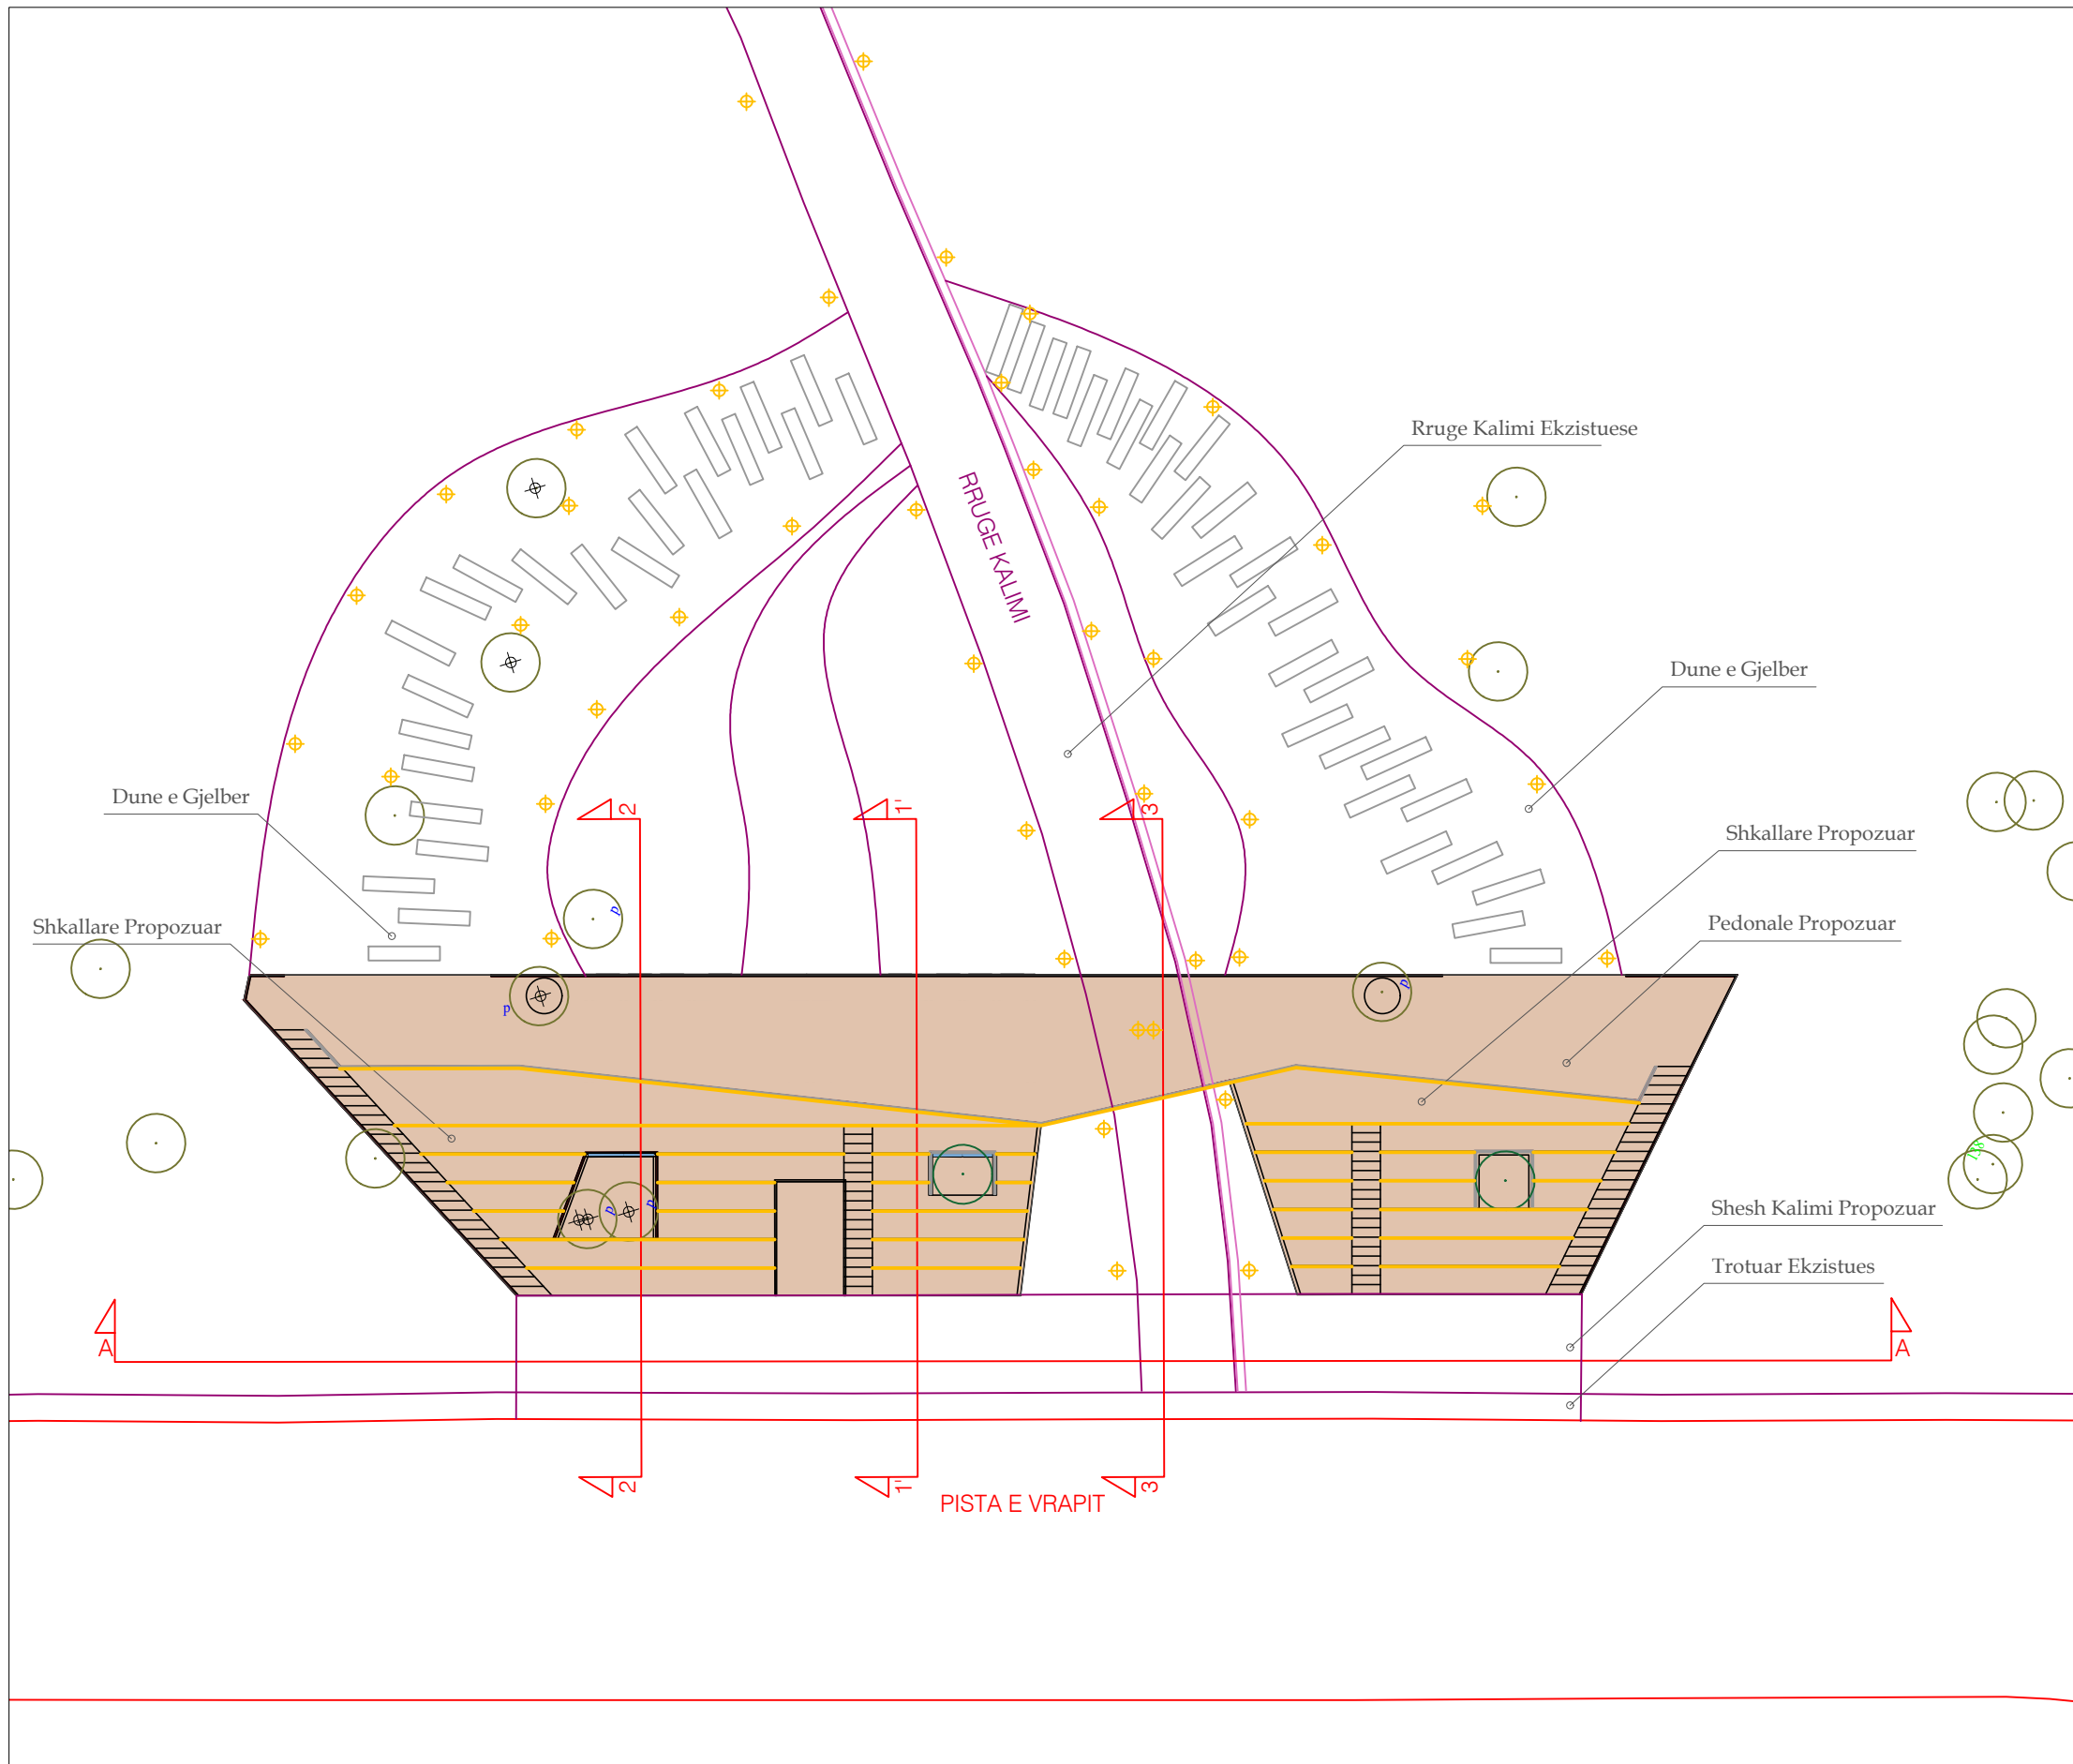 Rruge Kalimi Ekzistuese
RRUGE KALIMI
Dune e Gjelber
Dune e Gjelber
2
1'
3
Shkallare Propozuar
Shkallare Propozuar
Pedonale Propozuar
p
p
p
p
p
198
Shesh Kalimi Propozuar
Trotuar Ekzistues
A
A
2
1'
3
PISTA E VRAPIT